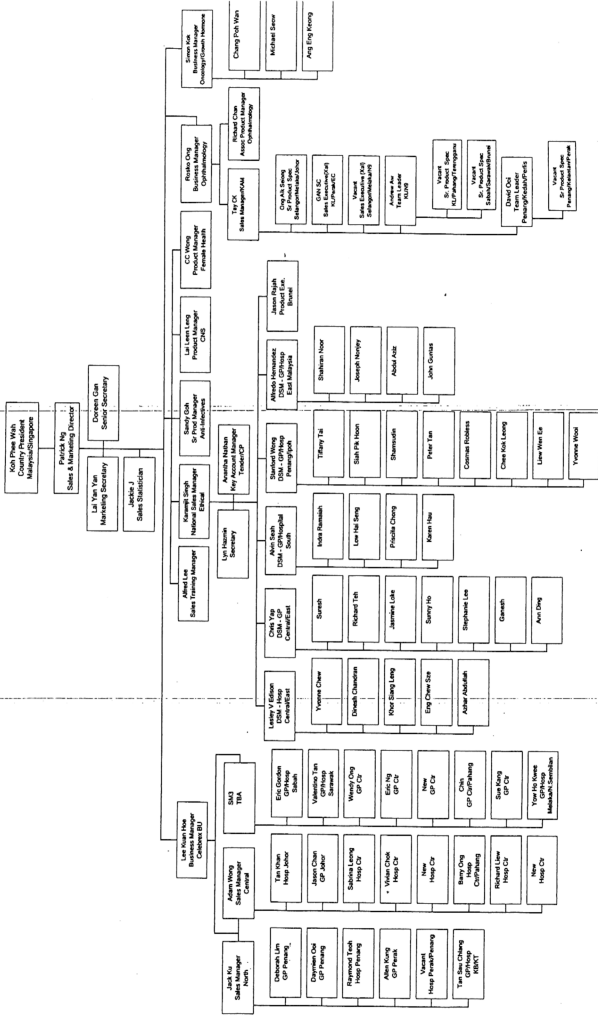 Koh Phee Wah
Country President
Malaysia/Singapore
Patrick Ng
Sales & Marketing Director
Lai Yan Yan
Marketing Secretary
Doreen Gan
Senior Secretary
Jackie J
Sales Statistician
Lee Kuan Hoe
Business Manager
Celebrex BU
Alfred Lee
Sales Training Manager
Karamjit Singh
National Sales Manager
Ethical
Sandy Goh
Sr Prod Manager
Anti-Infectives
Lai Leen Leng
Product Manager
CNS
CC Wong
Product Manager
Female Health
Rosko Ong
Business Manager
Ophthalmology
Simon Kok
Business Manager
Oncology/Growth Hormone
Jack Ku
Sales Manager
North
Deborah Lim
GP Penang
Daymien Ooi
GP Penang
Raymond Teoh
Hosp Penang
Allen Kung
GP Perak
Vacant
Hosp Perak/Penang
Tan Sau Chiang
GP/Hosp
KB/KT
Adam Wong
Sales Manager
Central
Tan Khan
Hosp Johor
Jason Chan
GP Johor
Sabrina Leong
Hosp Ctr
+ Vivian Chok
Hosp Ctr
New
Hosp Ctr
Barry Ong
Hosp
Ctr/Pahang
Richard Liew
Hosp Ctr
New
Hosp Ctr
SM3
TBA
Eric Gordon
GP/Hosp
Sabah
Valentino Tan
GP/Hosp
Sarawak
Wendy Ong
GP Ctr
Eric Ng
GP Ctr
New
GP Ctr
Chin
GP Ctr/Pahang
Sue Kang
GP Ctr
Yow Ho Kwee
GP/Hosp
Melaka/N.Sembilan
Lyn Hazmin
Secretary
Anantha Nathan
Key Account Manager
Tender/CP
Lesley V Edison
DSM - Hosp
Central/East
Yvonne Chew
Dinesh Chandran
Khor Siang Leng
Eng Chew Sze
Azhar Abdullah
Chris Yap
DSM - GP
Central/East
Suresh
Richard Teh
Jasmine Loke
Sunny Ho
Stephanie Lee
Ganesh
Ann Ding
Alvin Seah
DSM - GP/Hospital
South
Indra Ramaiah
Low Hai Seng
Priscilla Chong
Karen Hau
Stanford Wong
DSM - GP/Hosp
Penang/Ipoh
Tiffany Tai
Siah Pik Hoon
Shamsudin
Peter Tan
Cosmas Robless
Chee Kok Leong
Liew Wen Ee
Yvonne Wooi
Alfredo Hernandez
DSM - GP/Hosp
East Malaysia
Shahran Noor
Joseph Nonjey
Abdul Aziz
John Gunias
Jason Rajah
Product Exe.
Brunei
Tay CK
Sales Manager/KAM
Richard Chan
Assoc Product Manager
Ophthalmology
Ong Aik Seong
Sr Product Spec
Selangor/Melaka/Johor
GAN SC
Sales Executive(Xal)
KL/Perak/EC
Vacant
Sales Executive (Xal)
Selangor/Melaka/NS
Andrew Aw
Team Leader
KL/NS
Vacant
Sr. Product Spec
KL/Pahang/Terengganu
Vacant
Sr. Product Spec
Sabah/Sarawak/Brunei
David Ooi
Team Leader
Penang/Kedah/Perlis
Vacant
Sr Product Spec
Penang/Kelantan/Perak
Chang Poh Wan
Michael Seow
Ang Eng Keong